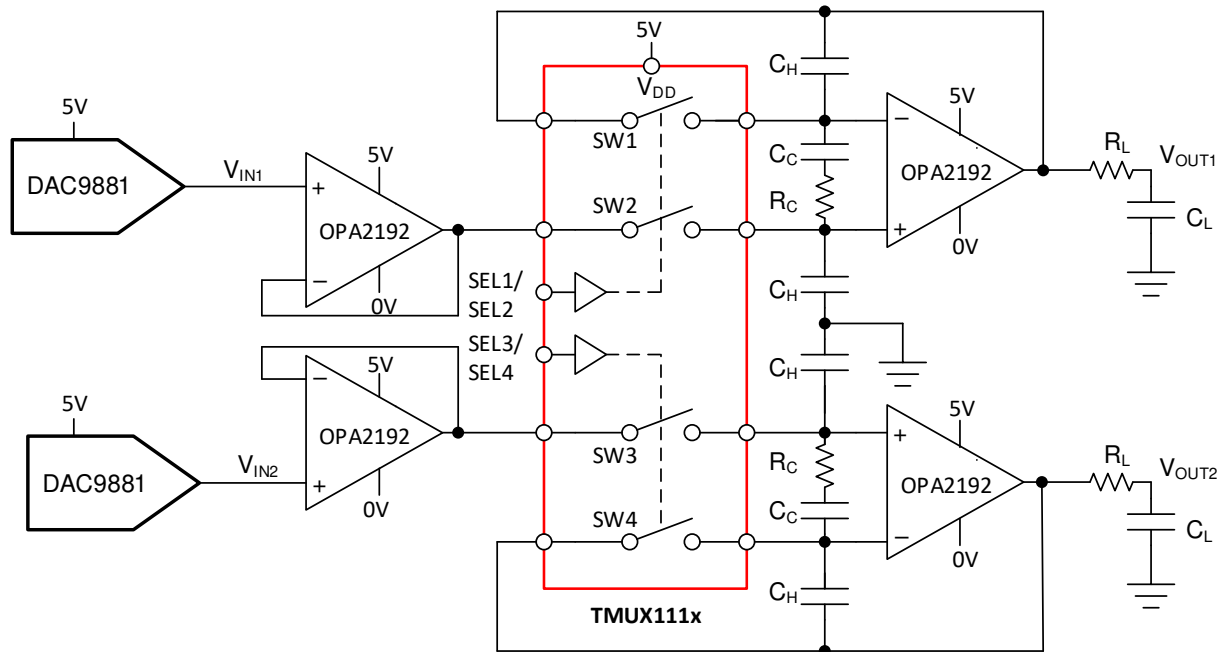 5V
V_DD
C_H
5V
SW1
5V
5V
DAC9881
V_IN1
+
OPA2192
−
0V
C_C
R_C
−
OPA2192
+
0V
R_L
V_OUT1
C_L
SW2
SEL1/
SEL2
C_H
SEL3/
SEL4
C_H
5V
DAC9881
V_IN2
−
5V
OPA2192
+
0V
SW3
R_C
C_C
SW4
+
5V
OPA2192
−
0V
R_L
V_OUT2
C_L
C_H
TMUX111x